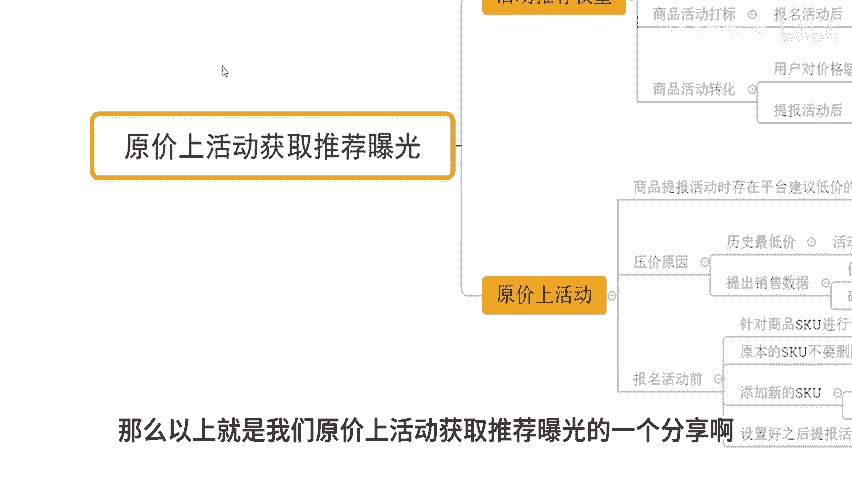 商品活动打标
报名活动后
用户对价格敏
商品活动转化
提报活动后
原价上活动获取推荐曝光
商品提报活动时存在平台建议低价的
历史最低价
活动
压价原因
提出销售数据
原价上活动
针对商品SKU进行
原本的SKU不要删
报名活动前
添加新的SKU
设置好之后提报活
那么以上就是我们原价上活动获取推荐曝光的一个分享啊